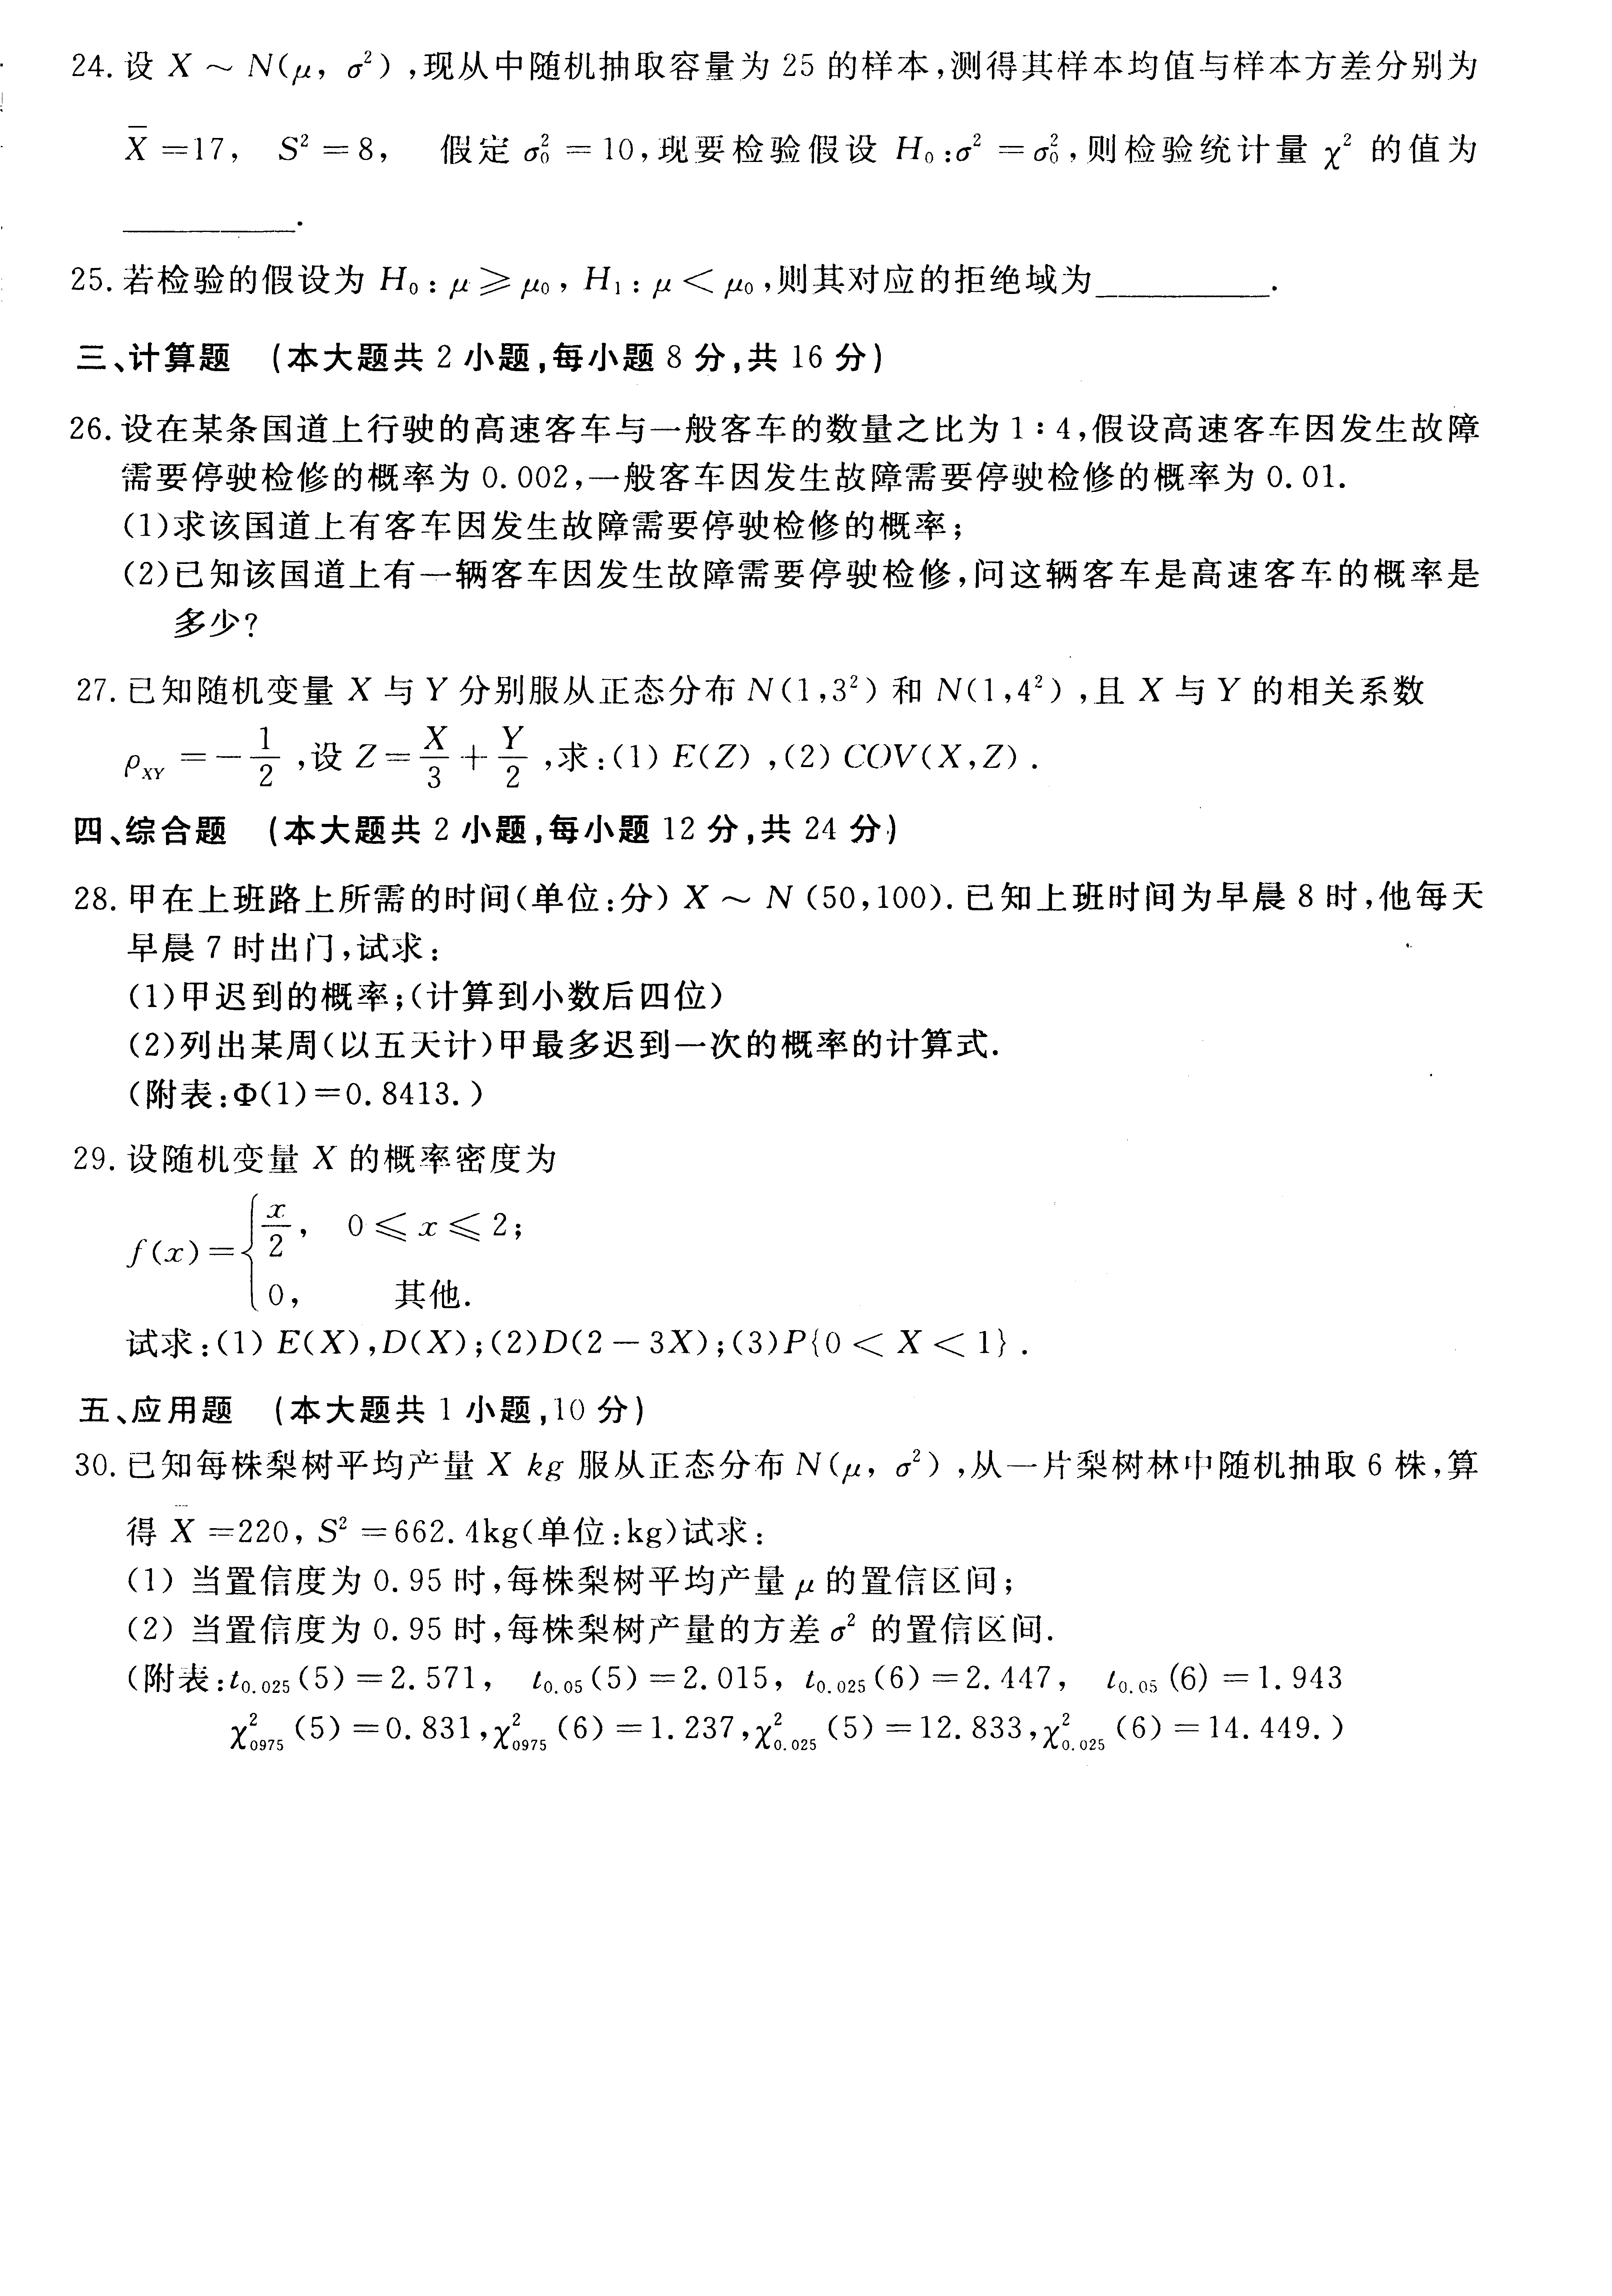 24. 设 X ～ N(μ, σ²),现从中随机抽取容量为 25 的样本,测得其样本均值与样本方差分别为
X̄ =17, S² =8, 假定 σ₀² = 10,现要检验假设 H₀:σ² =σ₀²,则检验统计量 χ² 的值为
__________.
25. 若检验的假设为 H₀: μ ≥ μ₀, H₁: μ < μ₀,则其对应的拒绝域为__________.
三、计算题 (本大题共 2 小题,每小题 8 分,共 16 分)
26. 设在某条国道上行驶的高速客车与一般客车的数量之比为 1∶4,假设高速客车因发生故障
需要停驶检修的概率为 0.002,一般客车因发生故障需要停驶检修的概率为 0.01.
(1)求该国道上有客车因发生故障需要停驶检修的概率;
(2)已知该国道上有一辆客车因发生故障需要停驶检修,问这辆客车是高速客车的概率是
多少?
27. 已知随机变量 X 与 Y 分别服从正态分布 N(1,3²) 和 N(1,4²),且 X 与 Y 的相关系数
ρ_XY = -1/2,设 Z = X/3 + Y/2,求:(1) E(Z),(2) COV(X,Z).
四、综合题 (本大题共 2 小题,每小题 12 分,共 24 分)
28. 甲在上班路上所需的时间(单位:分) X ～ N (50,100). 已知上班时间为早晨 8 时,他每天
早晨 7 时出门,试求:
(1)甲迟到的概率;(计算到小数后四位)
(2)列出某周(以五天计)甲最多迟到一次的概率的计算式.
(附表:Φ(1)=0.8413.)
29. 设随机变量 X 的概率密度为
f(x)={ x/2, 0 ≤ x ≤ 2;
0, 其他.
试求:(1) E(X),D(X);(2)D(2-3X);(3)P{0 < X < 1}.
五、应用题 (本大题共 1 小题,10 分)
30. 已知每株梨树平均产量 X kg 服从正态分布 N(μ, σ²),从一片梨树林中随机抽取 6 株,算
得 X̄ =220, S² =662.4kg(单位:kg)试求:
(1) 当置信度为 0.95 时,每株梨树平均产量 μ 的置信区间;
(2) 当置信度为 0.95 时,每株梨树产量的方差 σ² 的置信区间.
(附表:t₀.₀₂₅(5)=2.571, t₀.₀₅(5)=2.015, t₀.₀₂₅(6)=2.447, t₀.₀₅(6)=1.943
χ²₀₉₇₅(5)=0.831,χ²₀₉₇₅(6)=1.237,χ²₀.₀₂₅(5)=12.833,χ²₀.₀₂₅(6)=14.449.)